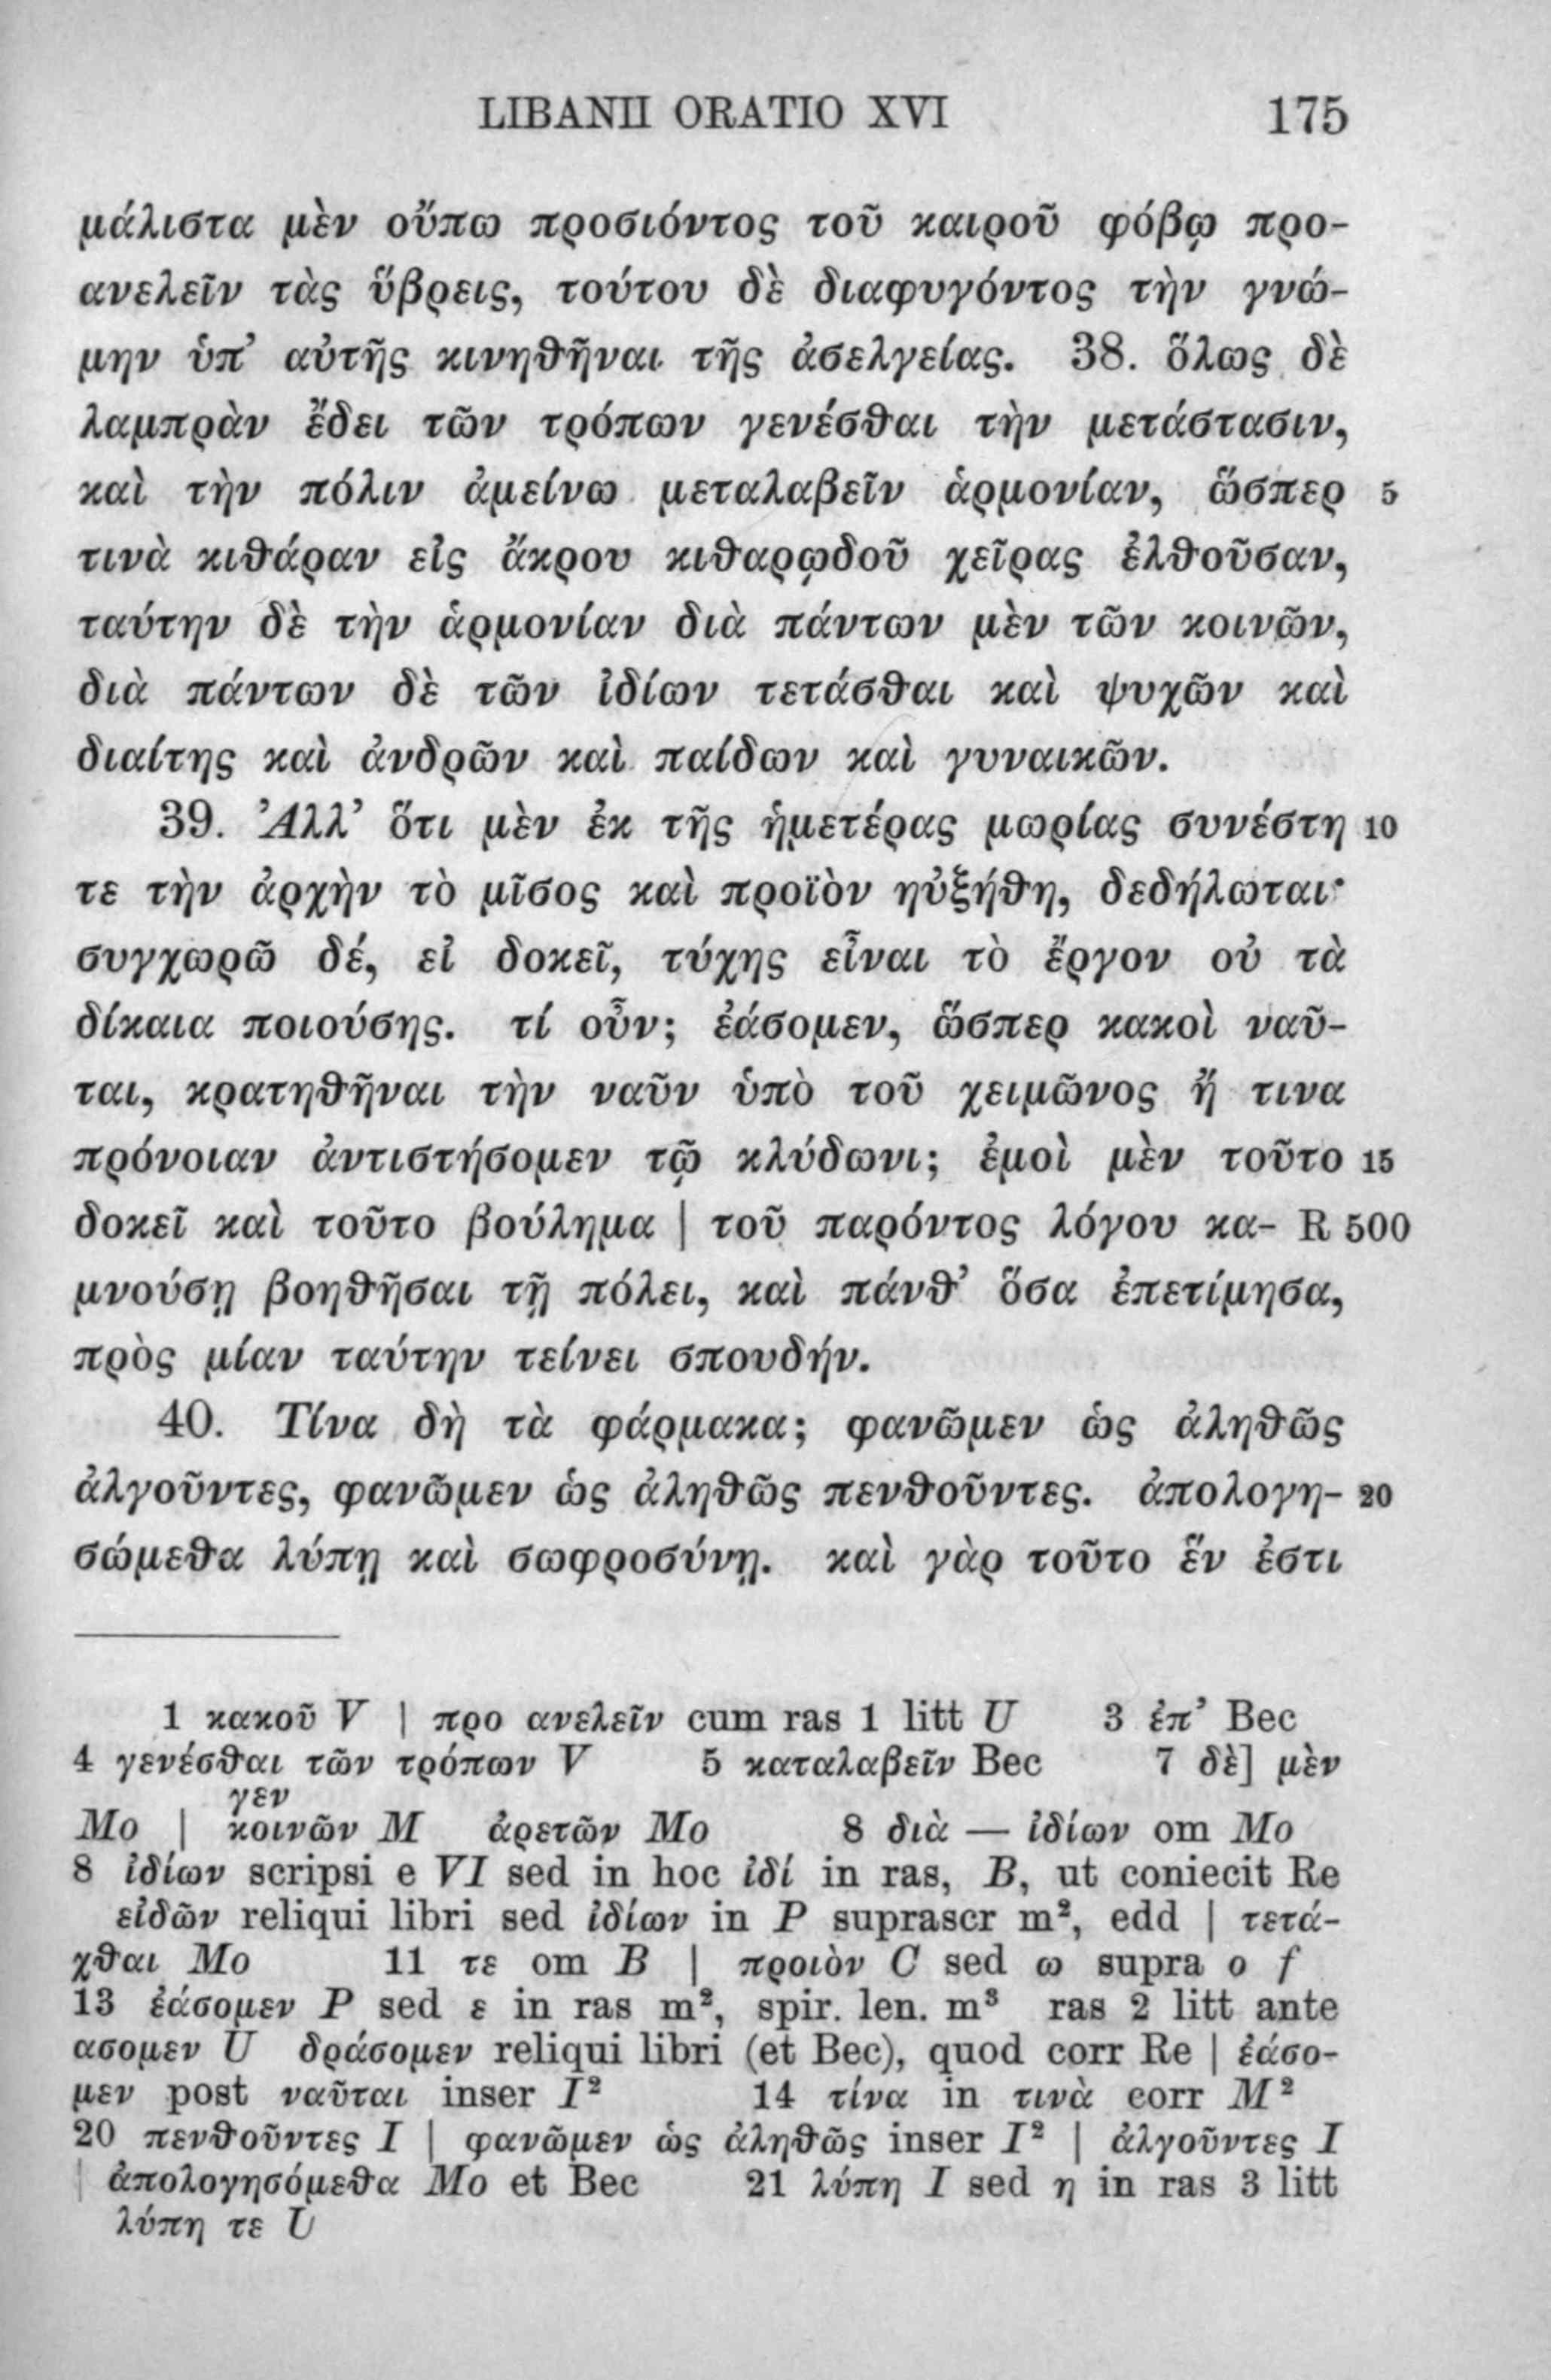 LIBANII ORATIO XVI 175
μάλιστα μὲν οὔπω προσιόντος τοῦ καιροῦ φόβῳ προ-
ανελεῖν τὰς ὕβρεις, τούτου δὲ διαφυγόντος τὴν γνώ-
μην ὑπ’ αὐτῆς κινηθῆναι τῆς ἀσελγείας. 38. ὅλως δὲ
λαμπρὰν ἔδει τῶν τρόπων γενέσθαι τὴν μετάστασιν,
καὶ τὴν πόλιν ἀμείνω μεταλαβεῖν ἁρμονίαν, ὥσπερ 5
τινὰ κιθάραν εἰς ἄκρου κιθαρῳδοῦ χεῖρας ἐλθοῦσαν,
ταύτην δὲ τὴν ἁρμονίαν διὰ πάντων μὲν τῶν κοινῶν,
διὰ πάντων δὲ τῶν ἰδίων τετάσθαι καὶ ψυχῶν καὶ
διαίτης καὶ ἀνδρῶν καὶ παίδων καὶ γυναικῶν.
39. Ἀλλ’ ὅτι μὲν ἐκ τῆς ἡμετέρας μωρίας συνέστη 10
τε τὴν ἀρχὴν τὸ μῖσος καὶ προϊὸν ηὐξήθη, δεδήλωται·
συγχωρῶ δέ, εἰ δοκεῖ, τύχης εἶναι τὸ ἔργον οὐ τὰ
δίκαια ποιούσης. τί οὖν; ἐάσομεν, ὥσπερ κακοὶ ναῦ-
ται, κρατηθῆναι τὴν ναῦν ὑπὸ τοῦ χειμῶνος ἤ τινα
πρόνοιαν ἀντιστήσομεν τῷ κλύδωνι; ἐμοὶ μὲν τοῦτο 15
δοκεῖ καὶ τοῦτο βούλημα | τοῦ παρόντος λόγου κα- R 500
μνούσῃ βοηθῆσαι τῇ πόλει, καὶ πάνθ’ ὅσα ἐπετίμησα,
πρὸς μίαν ταύτην τείνει σπουδήν.
40. Τίνα δὴ τὰ φάρμακα; φανῶμεν ὡς ἀληθῶς
ἀλγοῦντες, φανῶμεν ὡς ἀληθῶς πενθοῦντες. ἀπολογη- 20
σώμεθα λύπῃ καὶ σωφροσύνῃ. καὶ γὰρ τοῦτο ἕν ἐστι
1 κακοῦ V | προ ανελεῖν cum ras 1 litt U 3 ἐπ’ Bec
4 γενέσθαι τῶν τρόπων V 5 καταλαβεῖν Bec 7 δὲ] μὲν
γεν
Mo | κοινῶν M ἀρετῶν Mo 8 διὰ — ἰδίων om Mo
8 ἰδίων scripsi e VI sed in hoc ἰδί in ras, B, ut coniecit Re
εἰδῶν reliqui libri sed ἰδίων in P suprascr m², edd | τετά-
χθαι Mo 11 τε om B | προιὸν C sed ω supra ο f
13 ἐάσομεν P sed ε in ras m², spir. len. m³ ras 2 litt ante
ασομεν U δράσομεν reliqui libri (et Bec), quod corr Re | ἐάσο-
μεν post ναῦται inser I² 14 τίνα in τινὰ corr M²
20 πενθοῦντες I | φανῶμεν ὡς ἀληθῶς inser I² | ἀλγοῦντες I
| ἀπολογησόμεθα Mo et Bec 21 λύπη I sed η in ras 3 litt
λύπη τε U